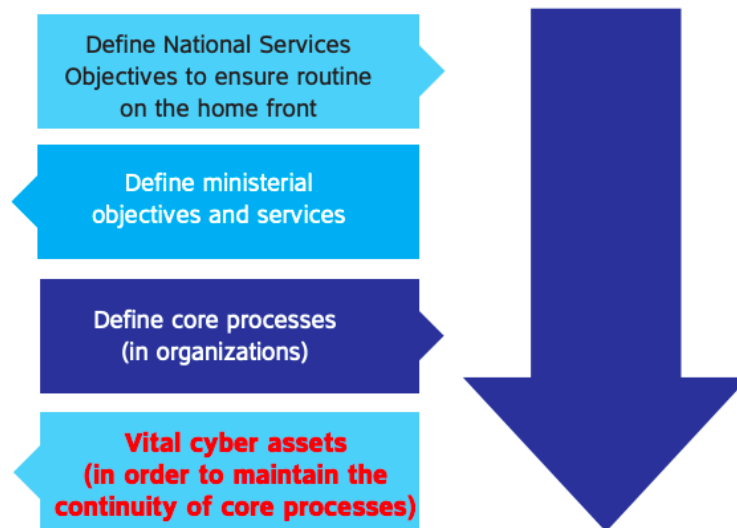 Define National Services
Objectives to ensure routine
on the home front
Define ministerial
objectives and services
Define core processes
(in organizations)
Vital cyber assets
(in order to maintain the
continuity of core processes)